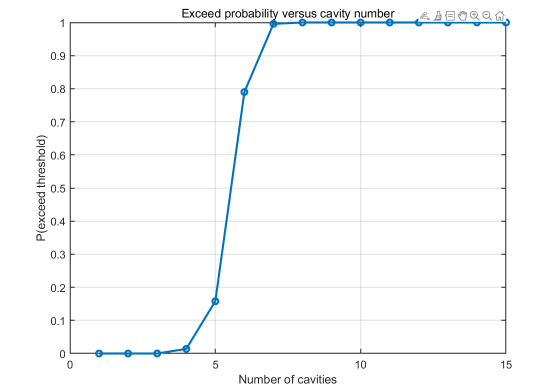 Exceed probability versus cavity number
1
0.9
0.8
0.7
0.6
0.5
0.4
0.3
0.2
0.1
0
P(exceed threshold)
0 5 10 15
Number of cavities